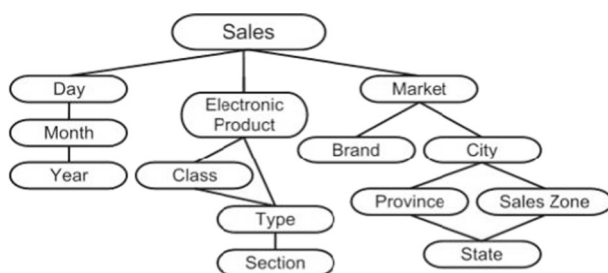 Sales
Day
Electronic
Product
Market
Month
Brand
City
Year
Class
Province
Sales Zone
Type
State
Section